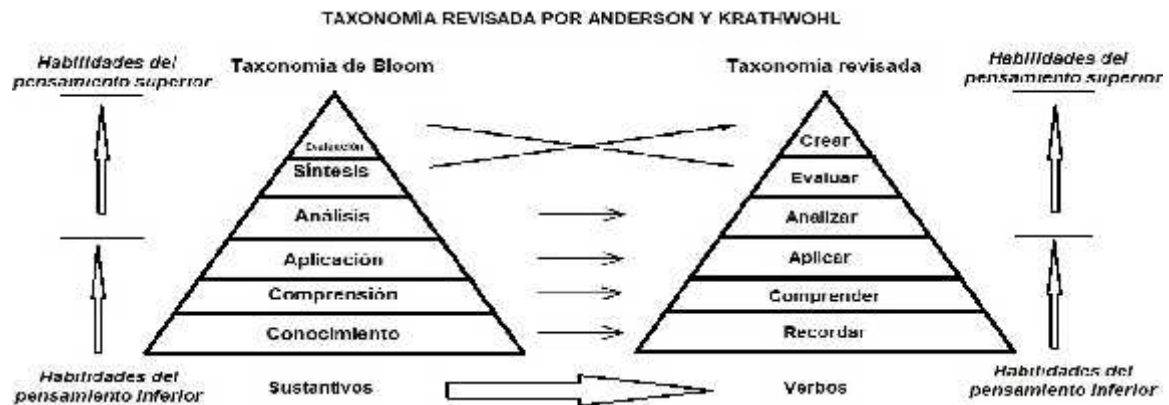 TAXONOMÌA REVISADA POR ANDERSON Y KRATHWOHL
Habilidades del
pensamiento superior
Taxonomia de Bloom
Taxonomía revisada
Habilidades del
pensamiento superior
Evaluación
Síntesis
Análisis
Aplicación
Comprensión
Conocimiento
Crear
Evaluar
Analizar
Aplicar
Comprender
Recordar
Habilidades del
pensamiento inferior
Sustantivos
Verbos
Habilidades del
pensamiento inferior